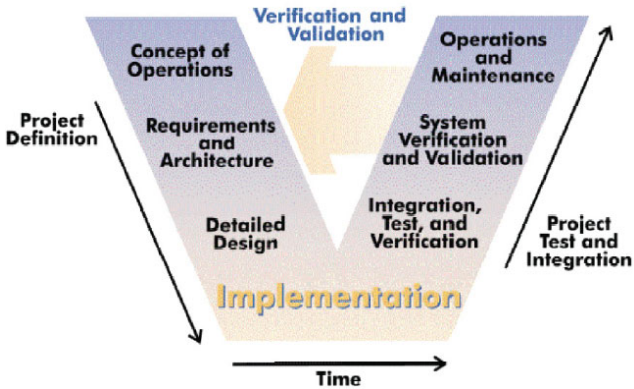 Verification and
Validation
Concept of
Operations
Operations
and
Maintenance
Project
Definition
Requirements
and
Architecture
System
Verification
and Validation
Detailed
Design
Integration,
Test, and
Verification
Project
Test and
Integration
Implementation
Time